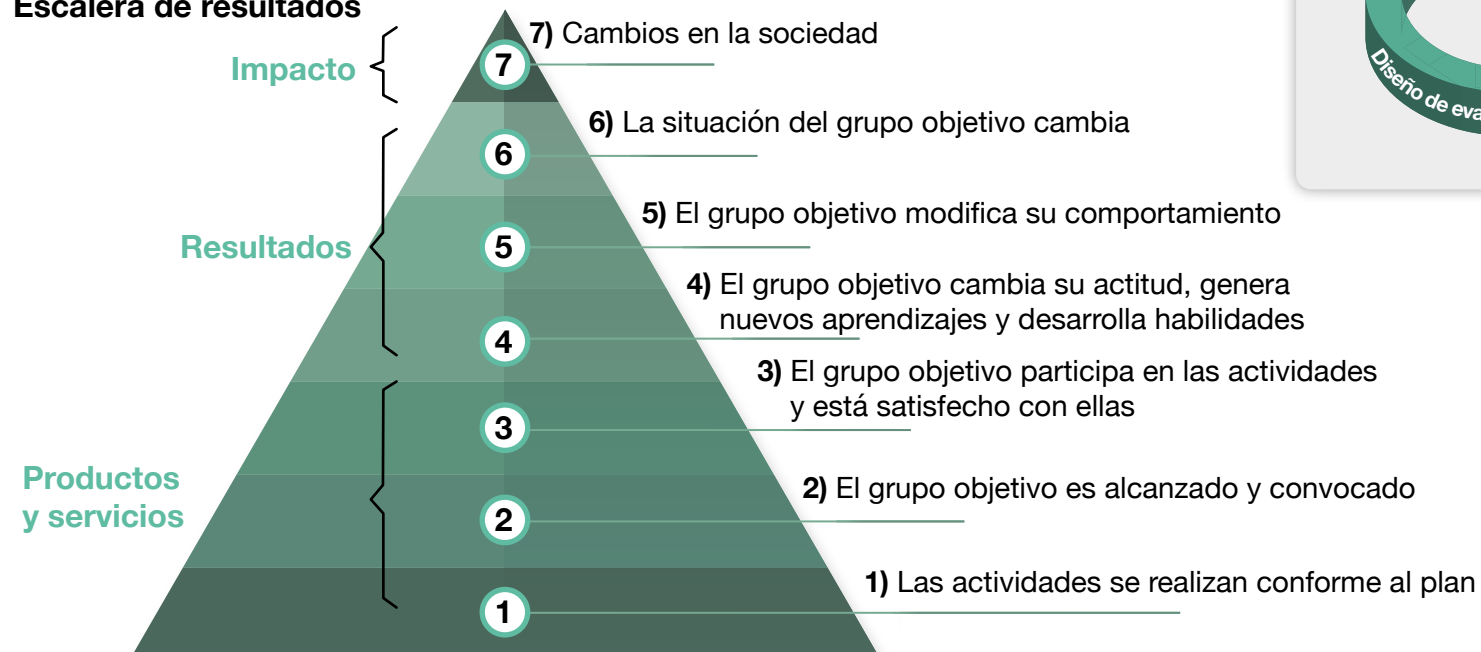 Escalera de resultados
Impacto
7
7) Cambios en la sociedad
6
6) La situación del grupo objetivo cambia
Resultados
5
5) El grupo objetivo modifica su comportamiento
4
4) El grupo objetivo cambia su actitud, genera
nuevos aprendizajes y desarrolla habilidades
3
3) El grupo objetivo participa en las actividades
y está satisfecho con ellas
Productos
y servicios
2
2) El grupo objetivo es alcanzado y convocado
1
1) Las actividades se realizan conforme al plan
Diseño de eva